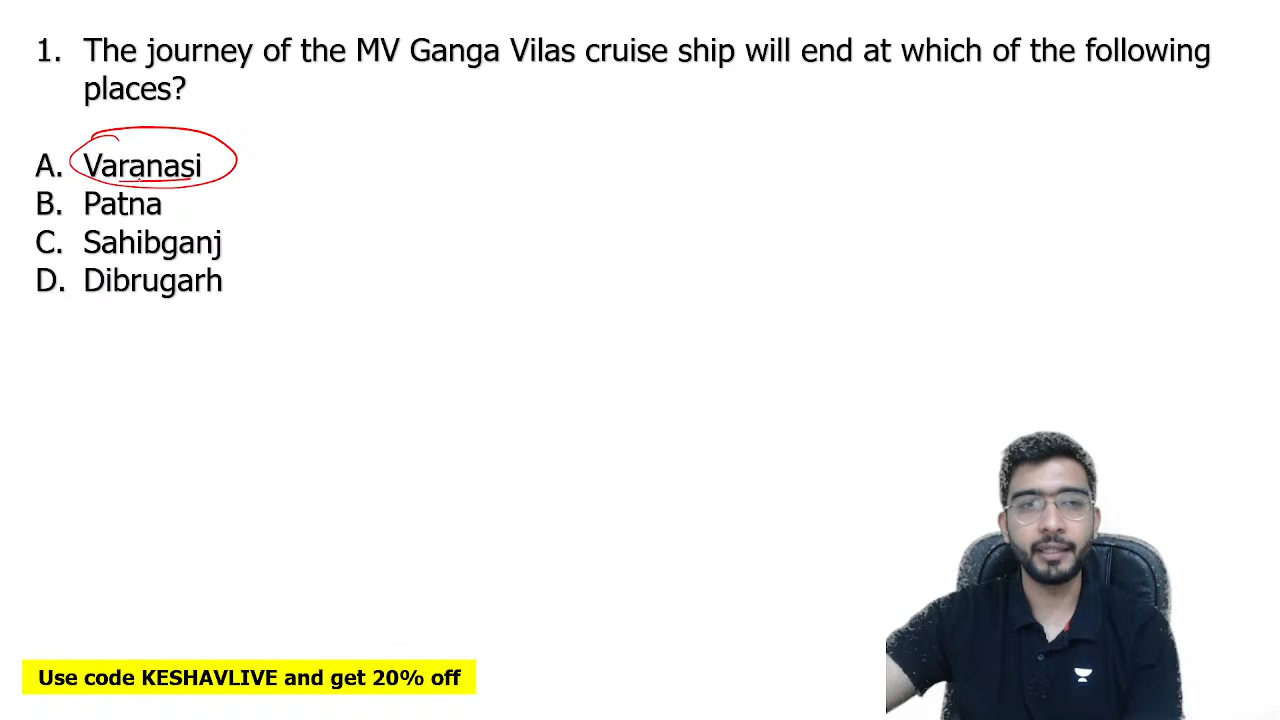 1. The journey of the MV Ganga Vilas cruise ship will end at which of the following
places?
A. Varanasi
B. Patna
C. Sahibganj
D. Dibrugarh
Use code KESHAVLIVE and get 20% off